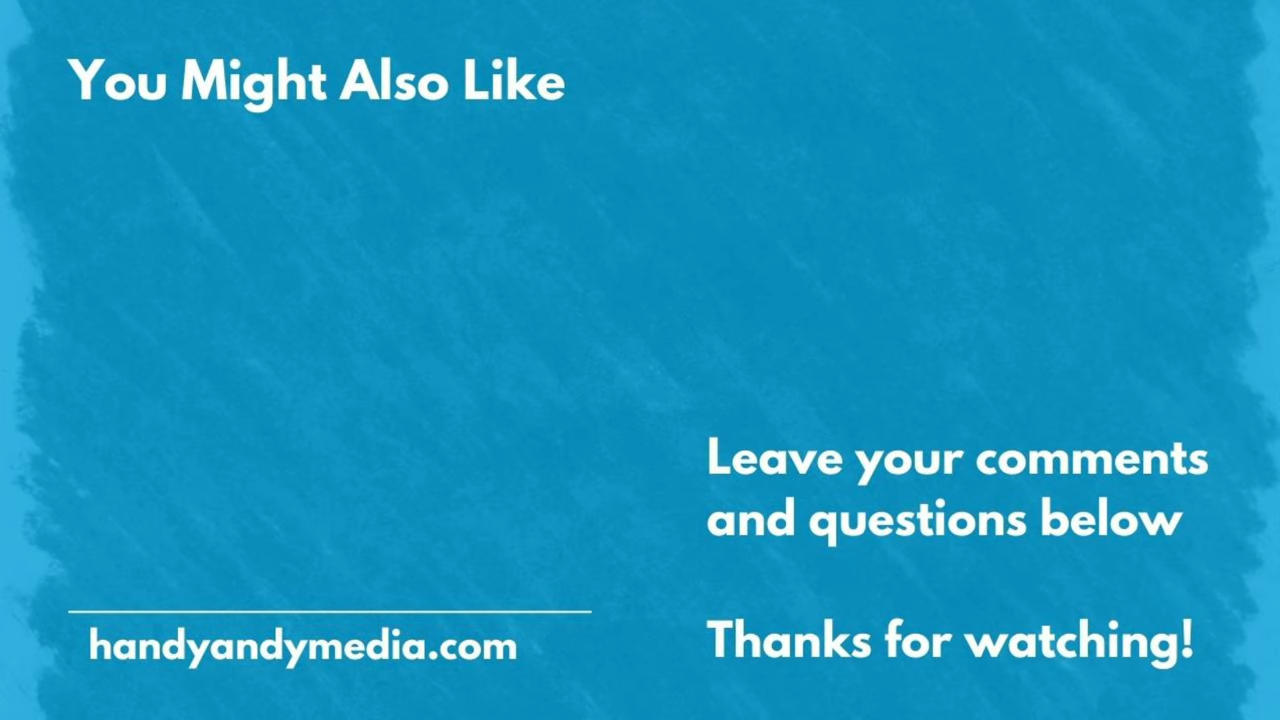 You Might Also Like
Leave your comments
and questions below
handyandymedia.com
Thanks for watching!